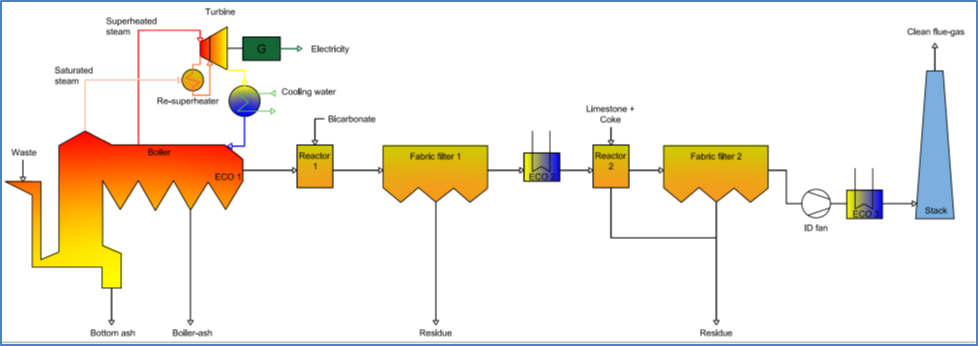 Turbine
Superheated
steam
G
Electricity
Clean flue-gas
Saturated
steam
Re-superheater
Cooling water
Limestone +
Coke
Bicarbonate
Waste
Boiler
ECO 1
Reactor
1
Fabric filter 1
ECO 2
Reactor
2
Fabric filter 2
ID fan
ECO 3
Stack
Bottom ash
Boiler-ash
Residue
Residue